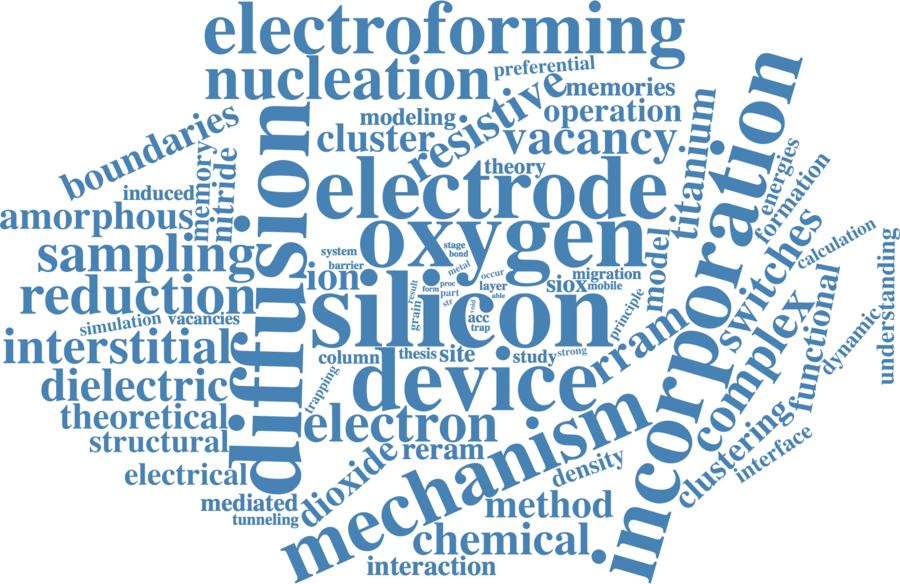 electroforming
nucleation
preferential
memories
resistive
operation
modeling
cluster
vacancy
boundaries
diffusion
titanium
incorporation
theory
electrode
memory
nitride
induced
amorphous
energies
formation
oxygen
sampling
model
switches
calculation
understanding
system
stage
bond
barrier
ion
metal
occur
migration
siox
mobile
reduction
silicon
result
form
proc
layer
part
able
str
grain
void
acc
trap
principle
simulation
vacancies
functional
dynamic
complex
interstitial
column
thesis
site
study
strong
rram
dielectric
trapping
device
theoretical
electron
structural
reram
mechanism
clustering
interface
electrical
dioxide
density
mediated
tunneling
method
chemical
interaction